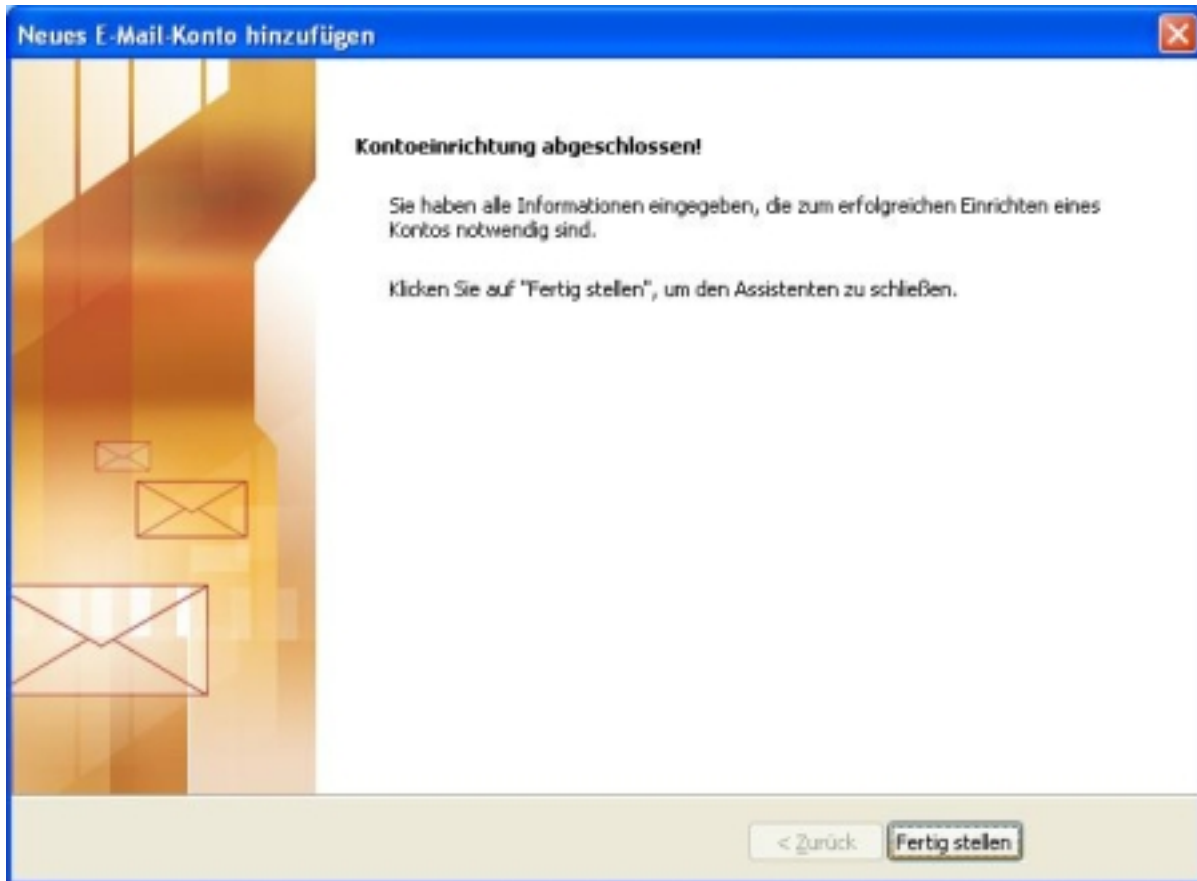 Neues E-Mail-Konto hinzufügen
Kontoeinrichtung abgeschlossen!
Sie haben alle Informationen eingegeben, die zum erfolgreichen Einrichten eines
Kontos notwendig sind.
Klicken Sie auf "Fertig stellen", um den Assistenten zu schließen.
< Zurück
Fertig stellen